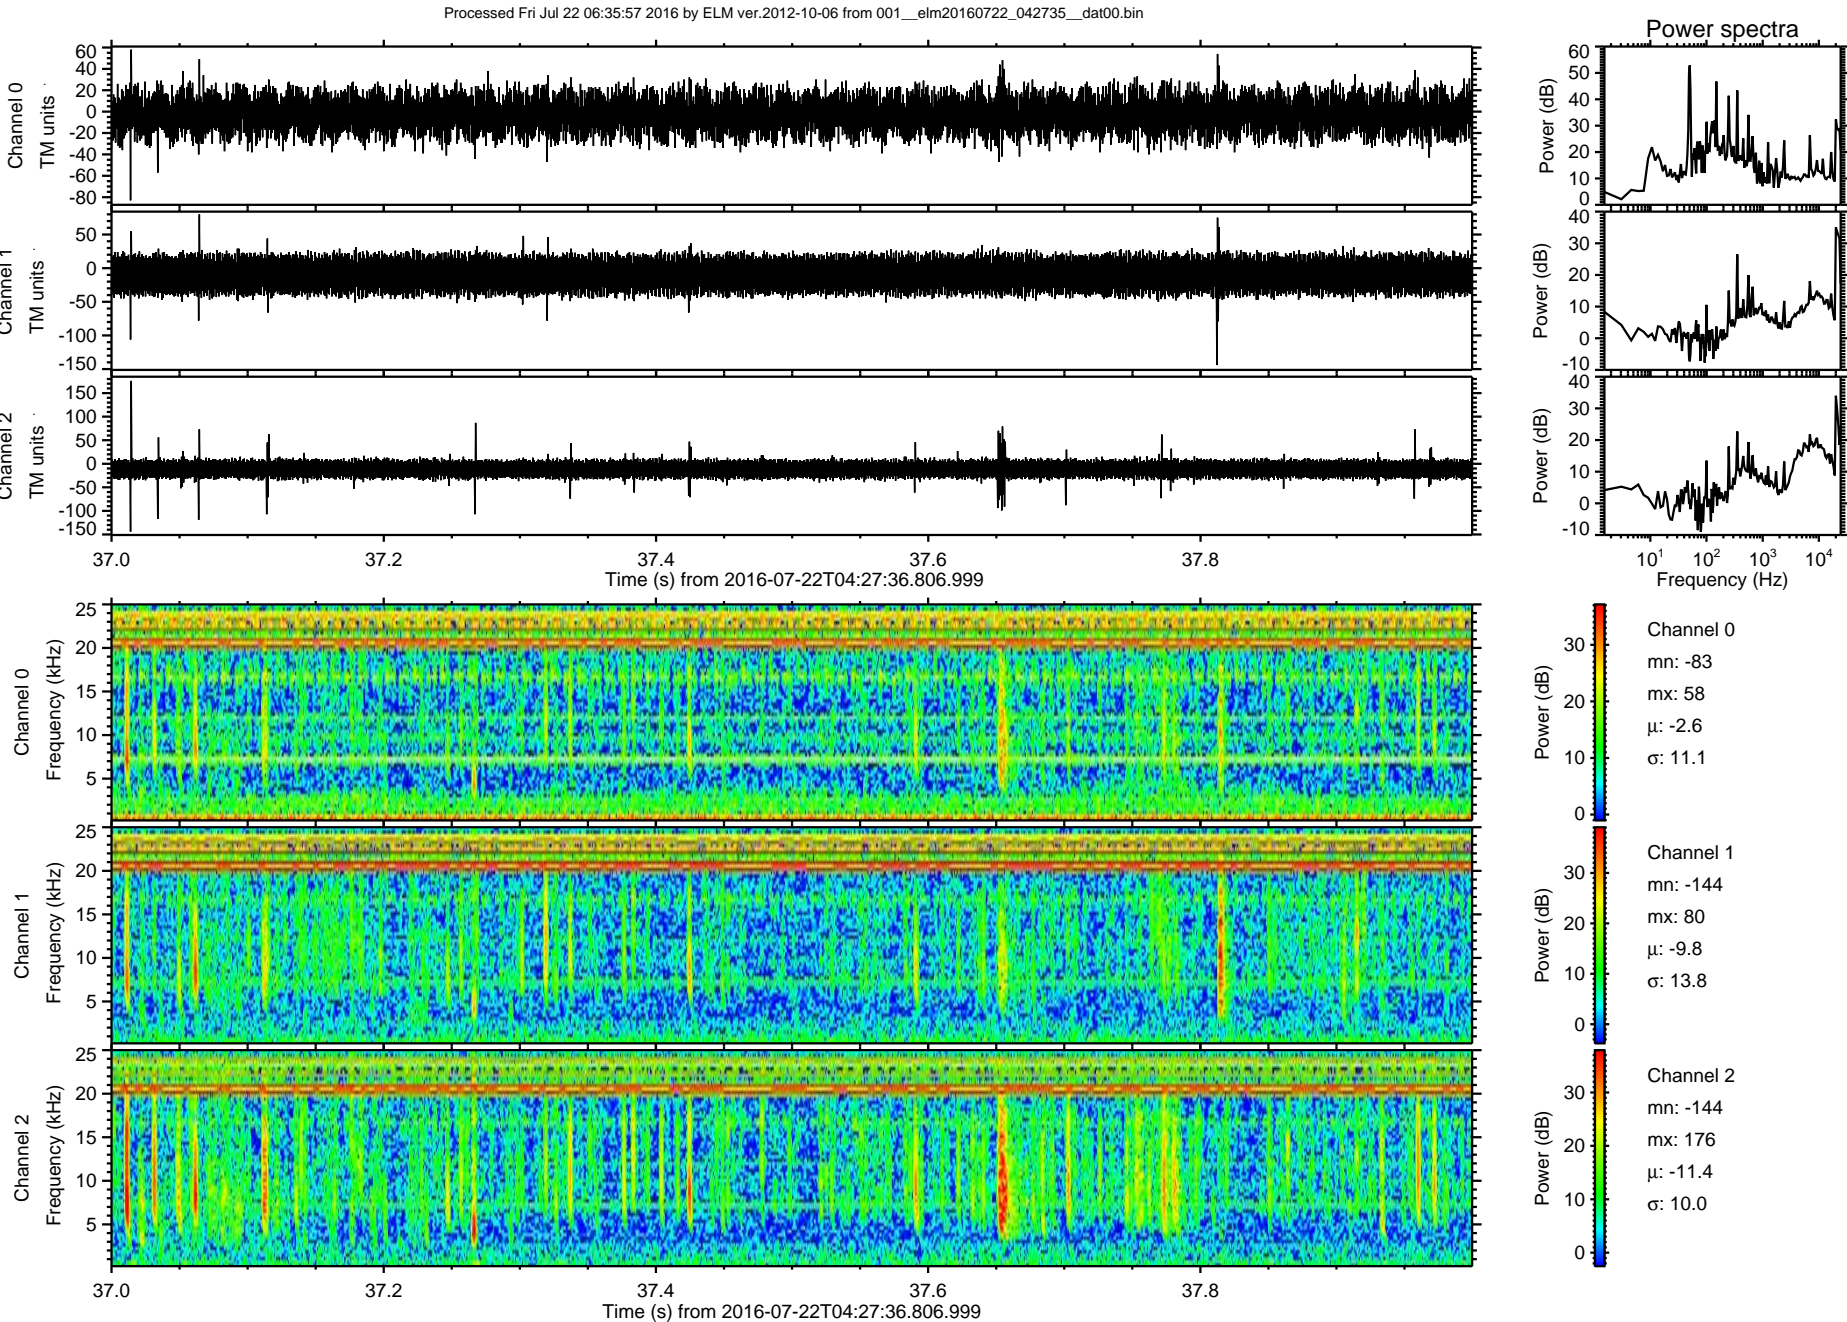 Processed Fri Jul 22 06:35:57 2016 by ELM ver.2012-10-06 from 001__elm20160722_042735__dat00.bin
Power spectra
Channel 0
TM units
60
40
20
0
-20
-40
-60
-80
Power (dB)
60
50
40
30
20
10
0
Channel 1
TM units
50
0
-50
-100
-150
Power (dB)
40
30
20
10
0
-10
Channel 2
TM units
150
100
50
0
-50
-100
-150
Power (dB)
40
30
20
10
0
-10
37.0 37.2 37.4 37.6 37.8
Time (s) from 2016-07-22T04:27:36.806.999
10^1 10^2 10^3 10^4
Frequency (Hz)
Channel 0
Frequency (kHz)
25
20
15
10
5
Power (dB)
30
20
10
0
Channel 0
mn: -83
mx: 58
μ: -2.6
σ: 11.1
Channel 1
Frequency (kHz)
25
20
15
10
5
Power (dB)
30
20
10
0
Channel 1
mn: -144
mx: 80
μ: -9.8
σ: 13.8
Channel 2
Frequency (kHz)
25
20
15
10
5
Power (dB)
30
20
10
0
Channel 2
mn: -144
mx: 176
μ: -11.4
σ: 10.0
37.0 37.2 37.4 37.6 37.8
Time (s) from 2016-07-22T04:27:36.806.999